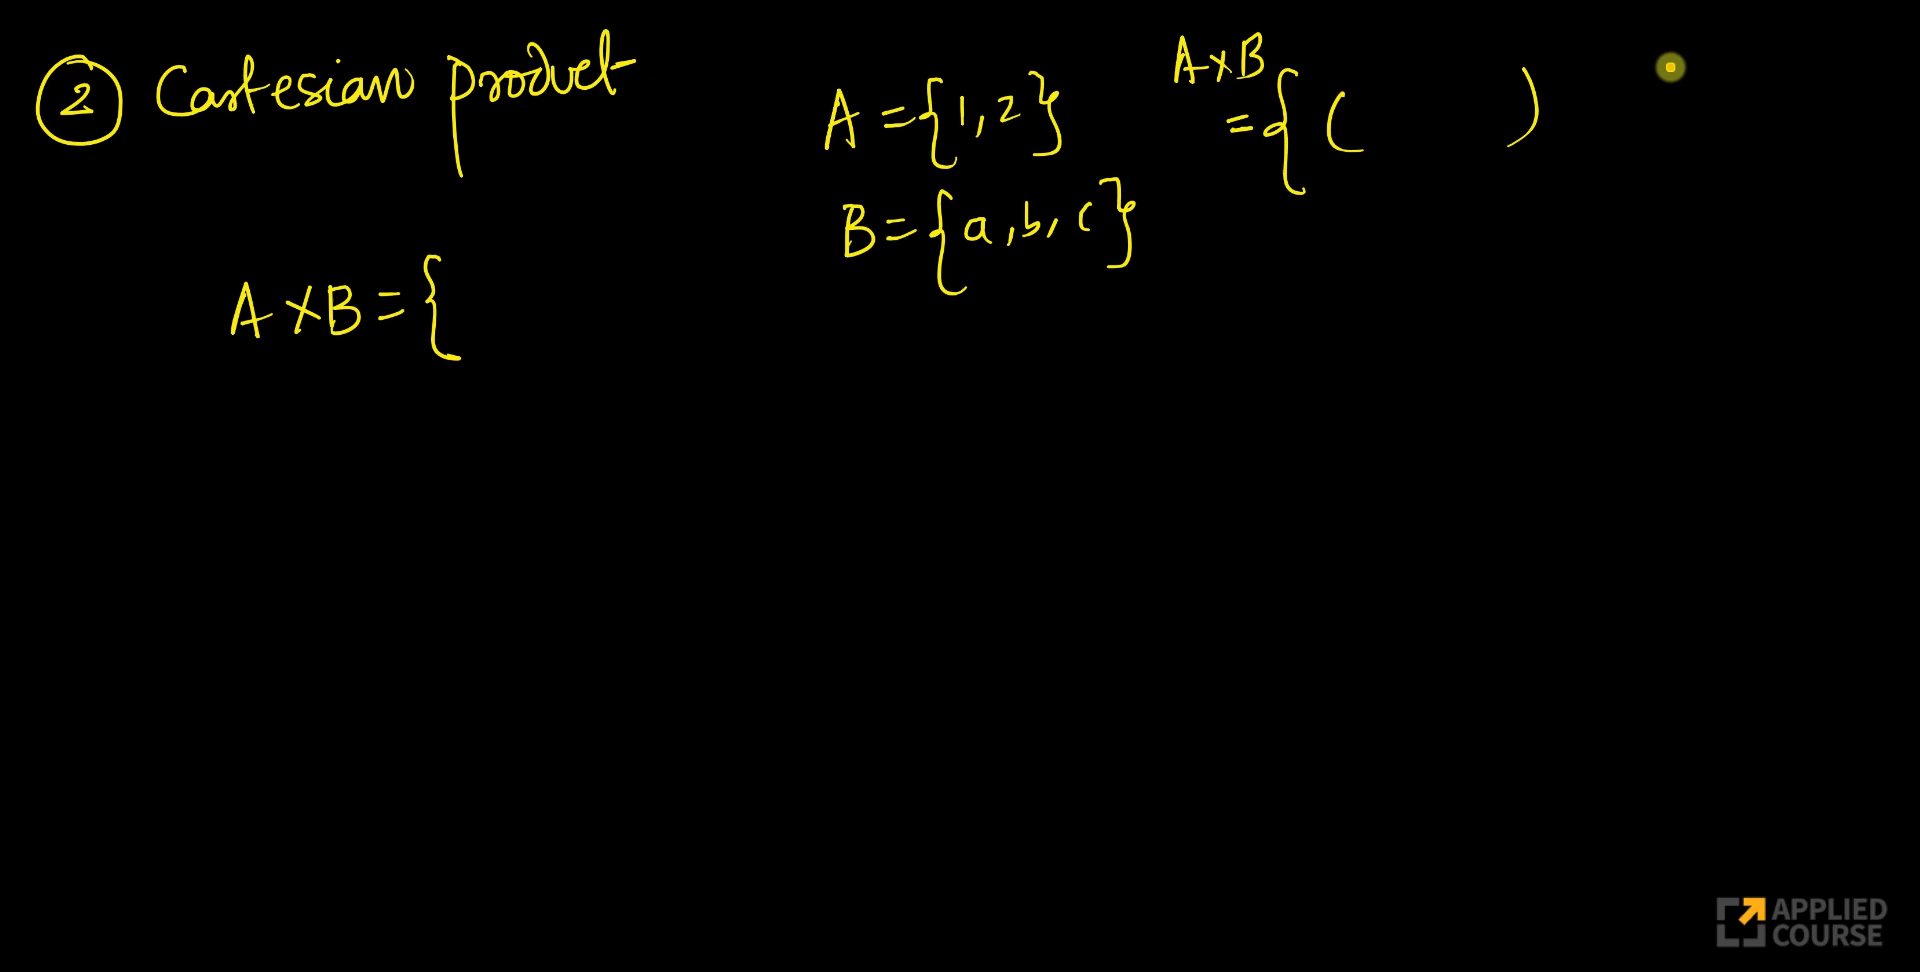 2 Cartesian product
A = {1, 2}
B = {a, b, c}
A×B
= { (          )
A×B = {
APPLIED
COURSE